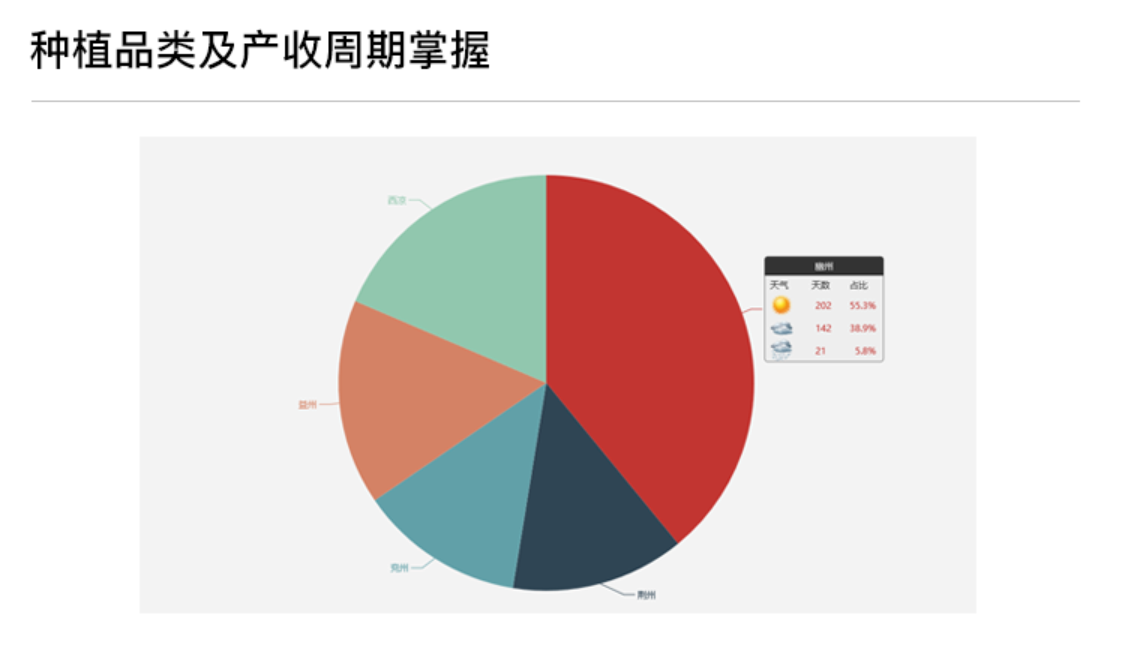 种植品类及产收周期掌握
西凉
幽州
天气 天数 占比
202 55.3%
142 38.9%
21 5.8%
益州
兖州
荆州